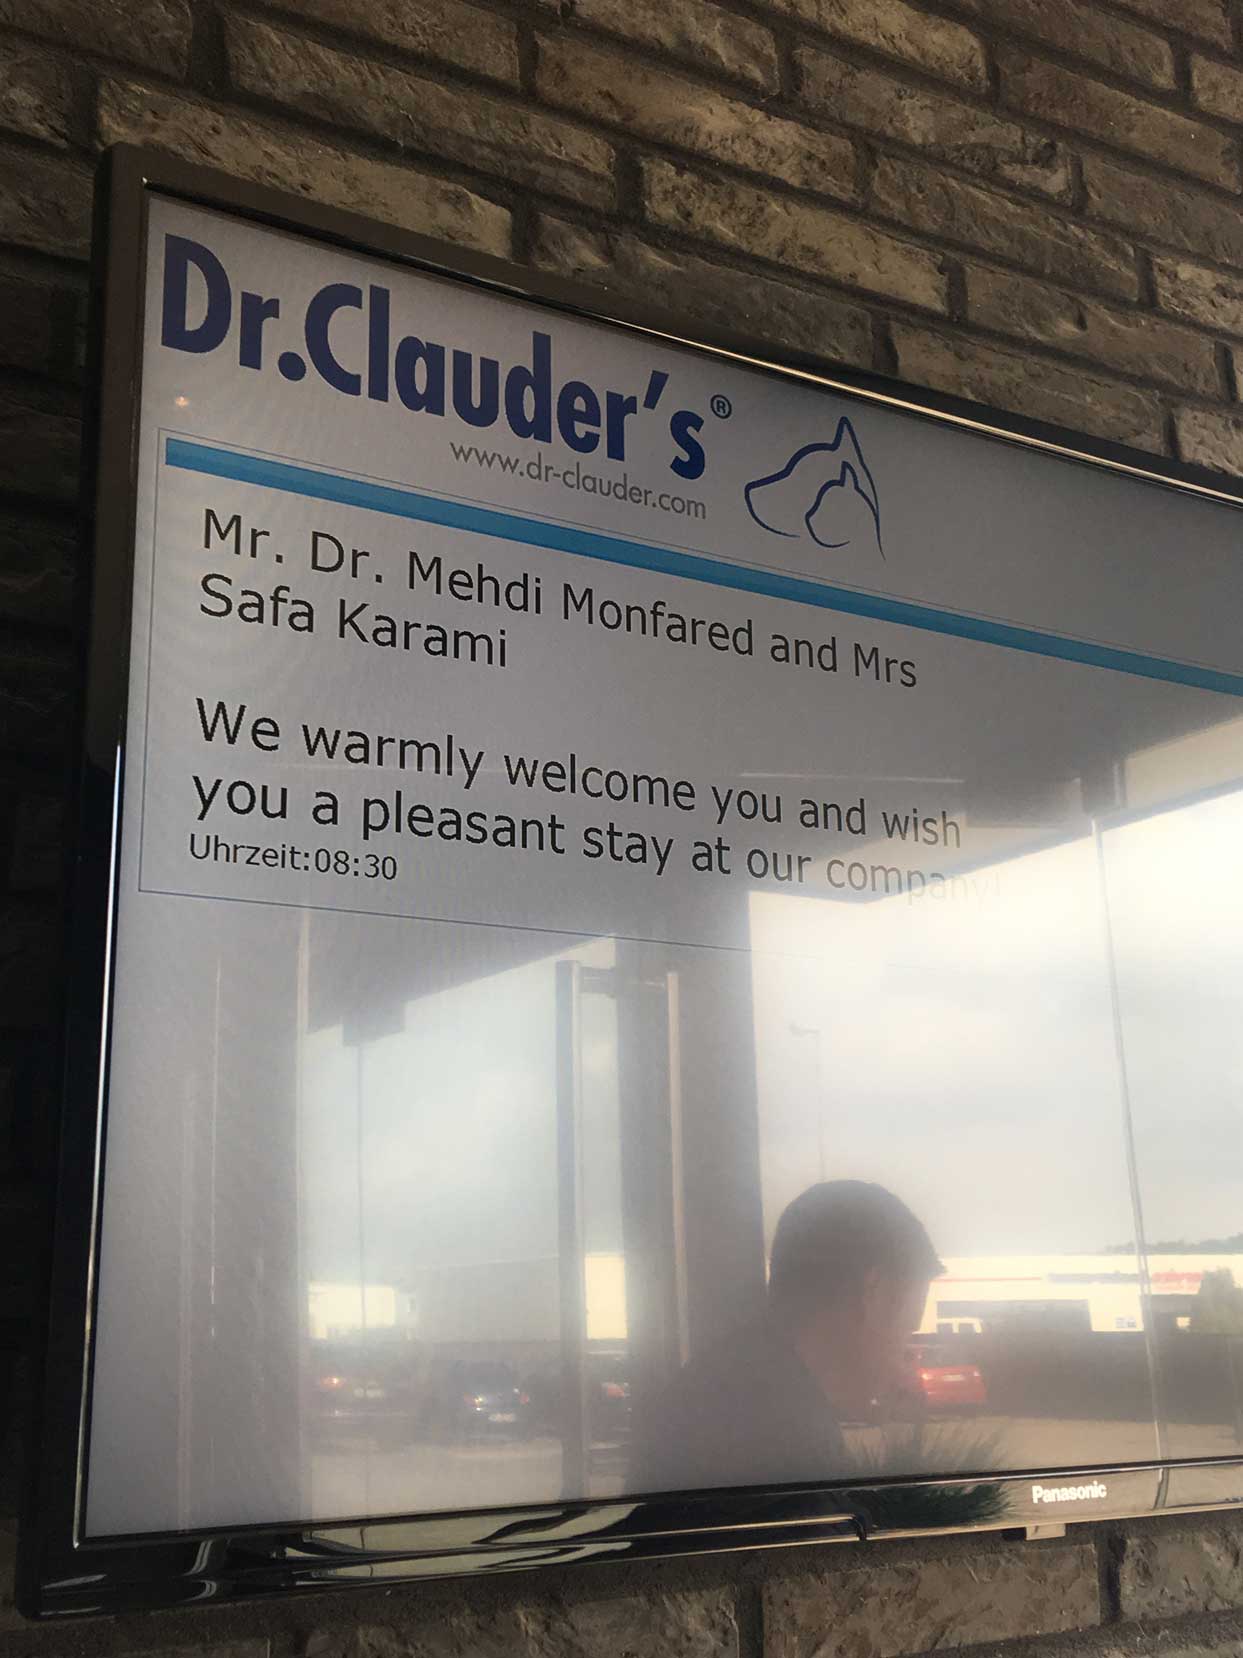 Dr.Clauder's®
www.dr-clauder.com
Mr. Dr. Mehdi Monfared and Mrs
Safa Karami
We warmly welcome you and wish
you a pleasant stay at our company!
Uhrzeit:08:30
Panasonic